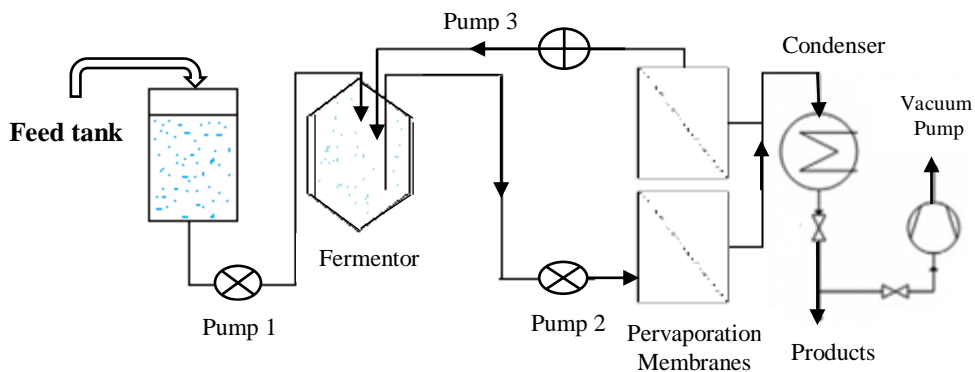 Pump 3
Condenser
Vacuum
Pump
Feed tank
Fermentor
Pump 1
Pump 2
Pervaporation
Membranes
Products